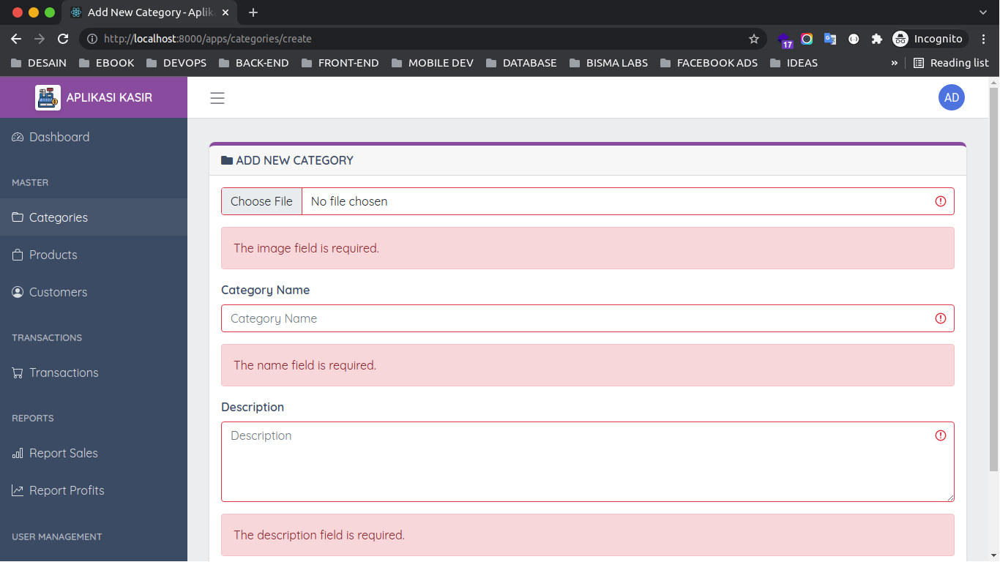 Add New Category - Aplik
http://localhost:8000/apps/categories/create
17
Incognito
DESAIN
EBOOK
DEVOPS
BACK-END
FRONT-END
MOBILE DEV
DATABASE
BISMA LABS
FACEBOOK ADS
IDEAS
»
Reading list
APLIKASI KASIR
AD
Dashboard
MASTER
Categories
Products
Customers
TRANSACTIONS
Transactions
REPORTS
Report Sales
Report Profits
USER MANAGEMENT
ADD NEW CATEGORY
Choose File No file chosen
The image field is required.
Category Name
Category Name
The name field is required.
Description
Description
The description field is required.